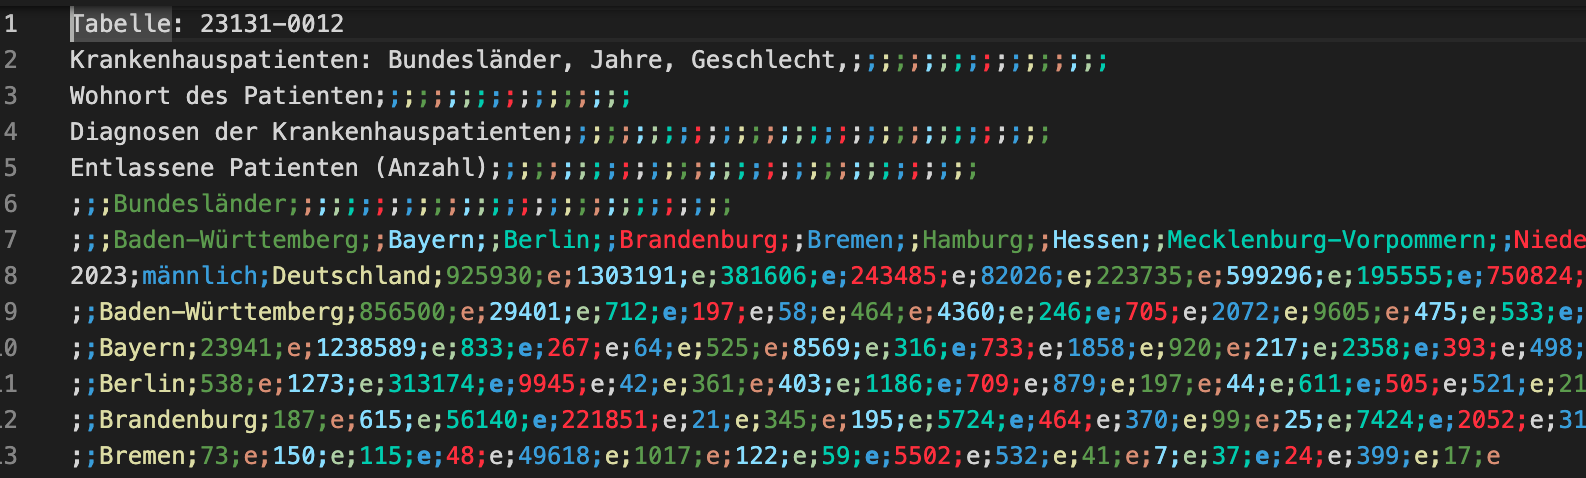 1 Tabelle: 23131-0012
2 Krankenhauspatienten: Bundesländer, Jahre, Geschlecht,;;;;;;;;;;;;;;;;;;
3 Wohnort des Patienten;;;;;;;;;;;;;;;;;;
4 Diagnosen der Krankenhauspatienten;;;;;;;;;;;;;;;;;;;;;;;;;;;;;;;;;;
5 Entlassene Patienten (Anzahl);;;;;;;;;;;;;;;;;;;;;;;;;;;;;;;;;;
6 ;;;Bundesländer;;;;;;;;;;;;;;;;;;;;;;;;;;;;;;;
7 ;;;Baden-Württemberg;;Bayern;;Berlin;;Brandenburg;;Bremen;;Hamburg;;Hessen;;Mecklenburg-Vorpommern;;Niede
8 2023;männlich;Deutschland;925930;e;1303191;e;381606;e;243485;e;82026;e;223735;e;599296;e;195555;e;750824;
9 ;;Baden-Württemberg;856500;e;29401;e;712;e;197;e;58;e;464;e;4360;e;246;e;705;e;2072;e;9605;e;475;e;533;e;
10 ;;Bayern;23941;e;1238589;e;833;e;267;e;64;e;525;e;8569;e;316;e;733;e;1858;e;920;e;217;e;2358;e;393;e;498;
11 ;;Berlin;538;e;1273;e;313174;e;9945;e;42;e;361;e;403;e;1186;e;709;e;879;e;197;e;44;e;611;e;505;e;521;e;21
12 ;;Brandenburg;187;e;615;e;56140;e;221851;e;21;e;345;e;195;e;5724;e;464;e;370;e;99;e;25;e;7424;e;2052;e;31
13 ;;Bremen;73;e;150;e;115;e;48;e;49618;e;1017;e;122;e;59;e;5502;e;532;e;41;e;7;e;37;e;24;e;399;e;17;e